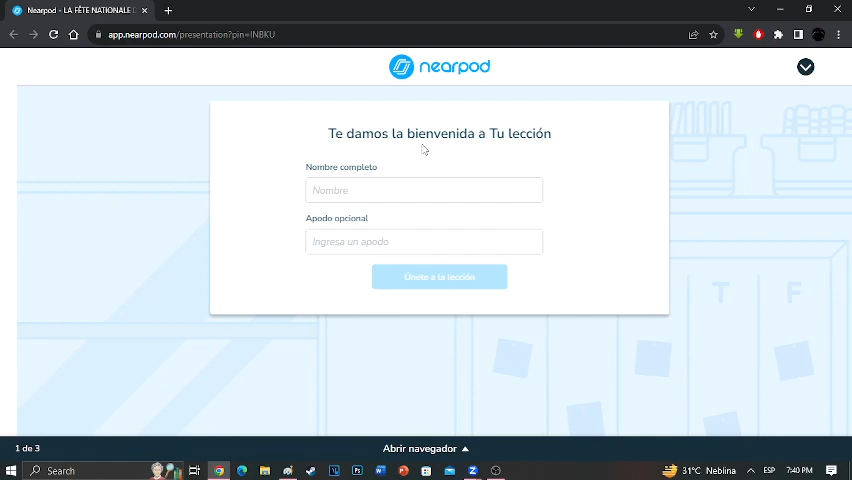 Nearpod - LA FÊTE NATIONALE D
app.nearpod.com/presentation?pin=INBKU
nearpod
Te damos la bienvenida a Tu lección
Nombre completo
Nombre
Apodo opcional
Ingresa un apodo
Únete a la lección
T F
1 de 3
Abrir navegador
Search
31°C Neblina
ESP
7:40 PM